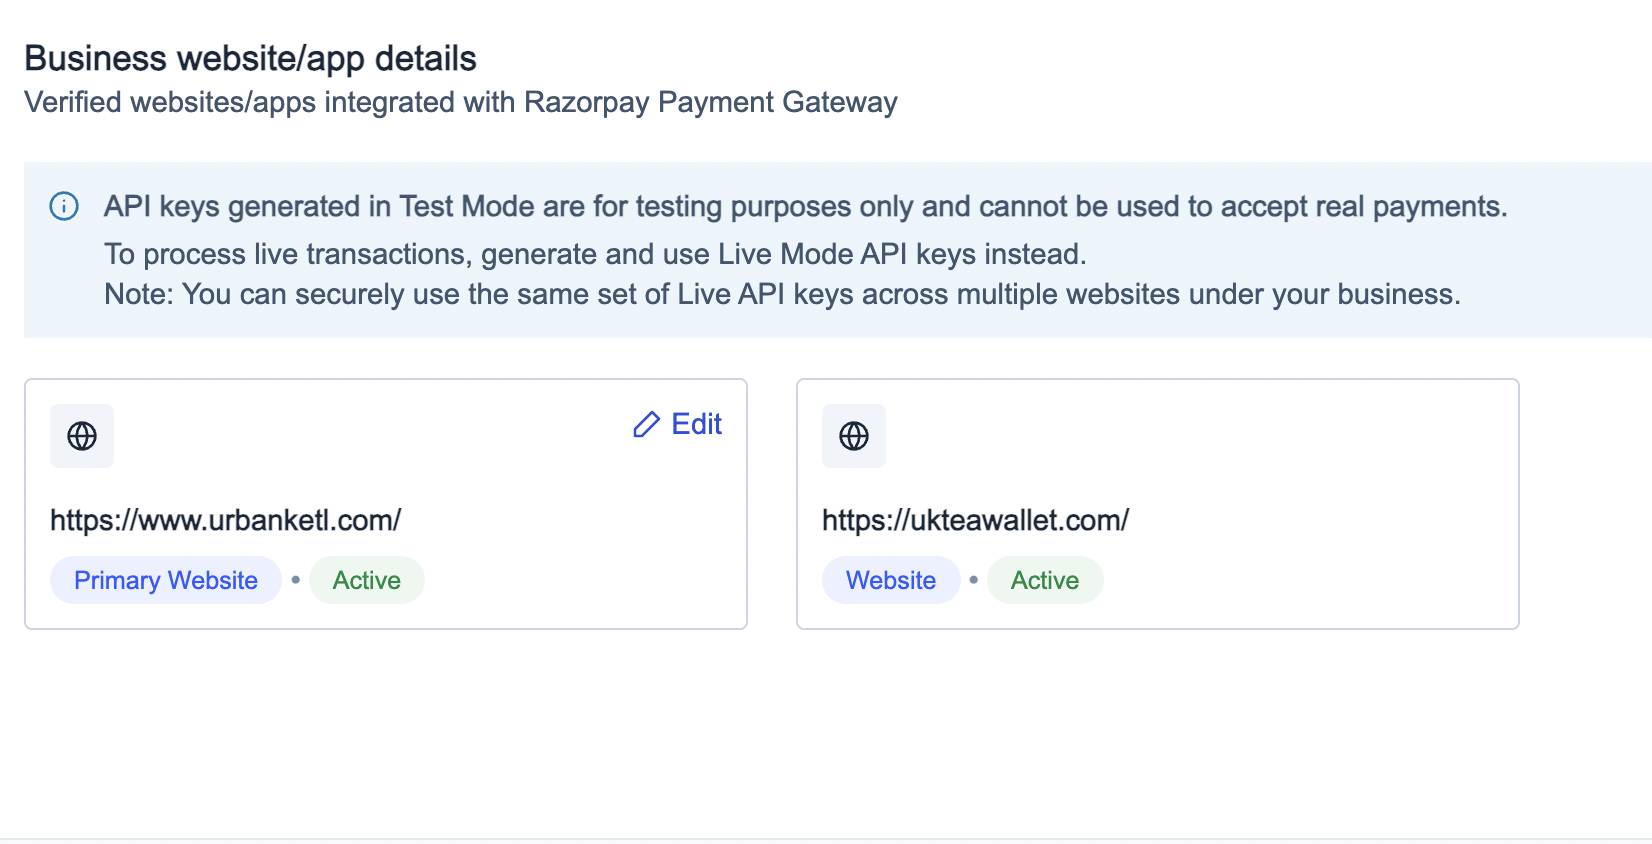 Business website/app details
Verified websites/apps integrated with Razorpay Payment Gateway
API keys generated in Test Mode are for testing purposes only and cannot be used to accept real payments.
To process live transactions, generate and use Live Mode API keys instead.
Note: You can securely use the same set of Live API keys across multiple websites under your business.
Edit
https://www.urbanketl.com/
Primary Website • Active
https://ukteawallet.com/
Website • Active